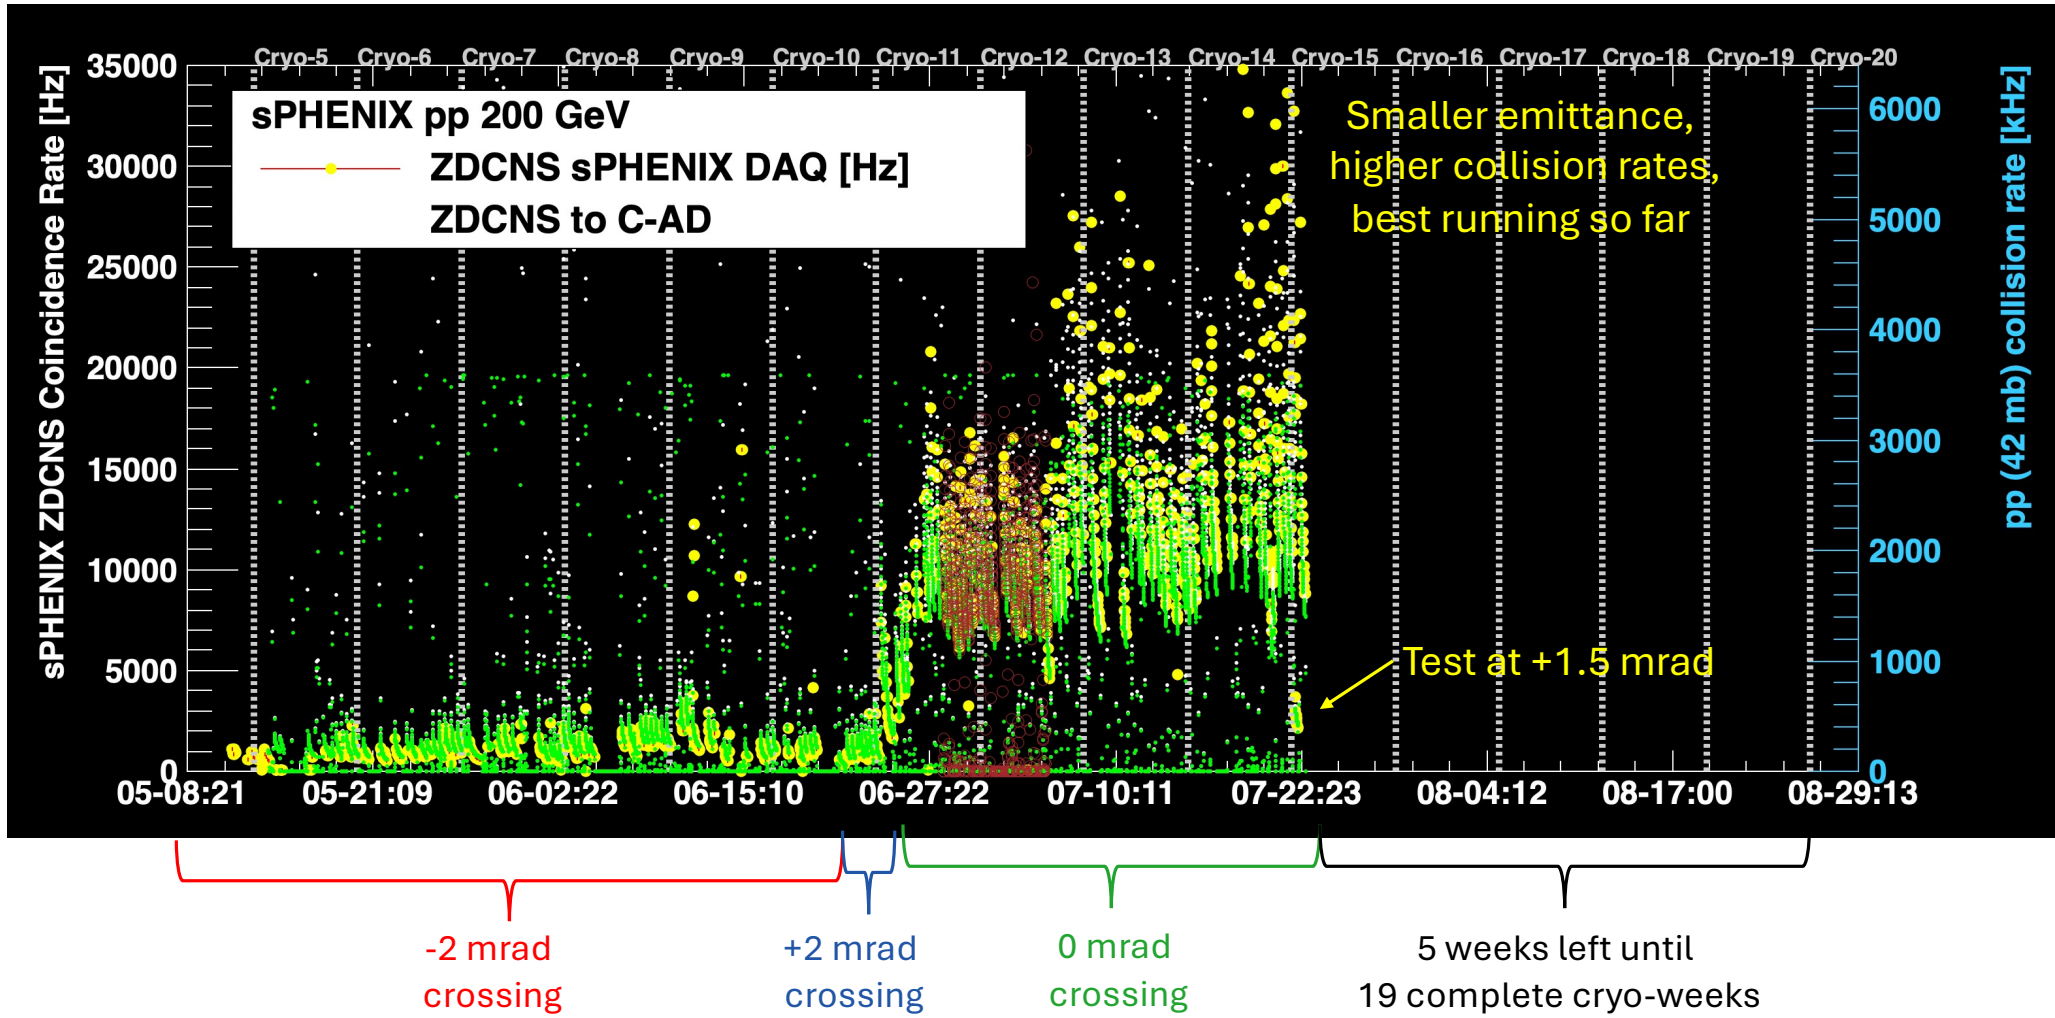 Cryo-5 Cryo-6 Cryo-7 Cryo-8 Cryo-9 Cryo-10 Cryo-11 Cryo-12 Cryo-13 Cryo-14 Cryo-15 Cryo-16 Cryo-17 Cryo-18 Cryo-19 Cryo-20
sPHENIX ZDCNS Coincidence Rate [Hz]
35000
30000
25000
20000
15000
10000
5000
0
sPHENIX pp 200 GeV
ZDCNS sPHENIX DAQ [Hz]
ZDCNS to C-AD
Smaller emittance,
higher collision rates,
best running so far
Test at +1.5 mrad
6000
5000
4000
3000
2000
1000
0
pp (42 mb) collision rate [kHz]
05-08:21 05-21:09 06-02:22 06-15:10 06-27:22 07-10:11 07-22:23 08-04:12 08-17:00 08-29:13
-2 mrad
crossing
+2 mrad
crossing
0 mrad
crossing
5 weeks left until
19 complete cryo-weeks